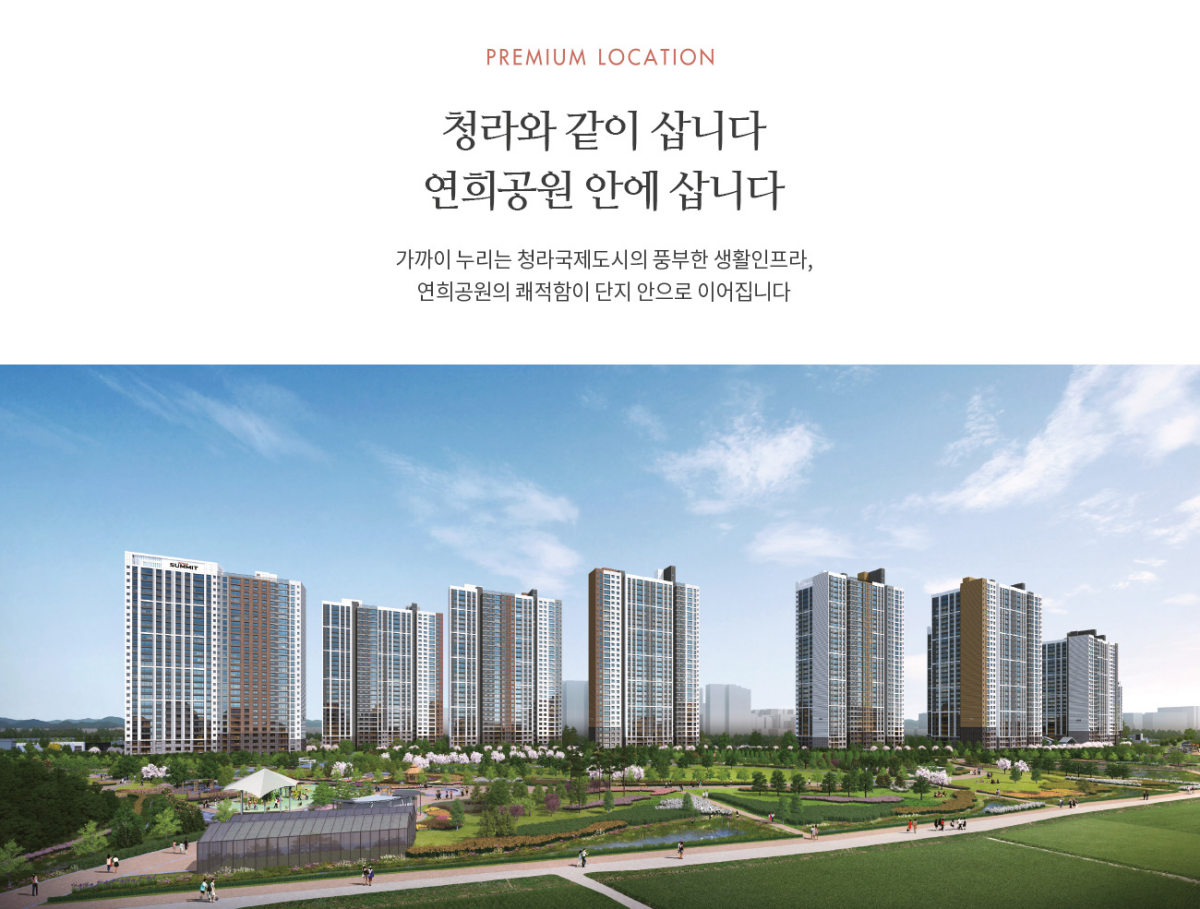 PREMIUM LOCATION
청라와 같이 삽니다
연희공원 안에 삽니다
가까이 누리는 청라국제도시의 풍부한 생활인프라,
연희공원의 쾌적함이 단지 안으로 이어집니다
SUMMIT